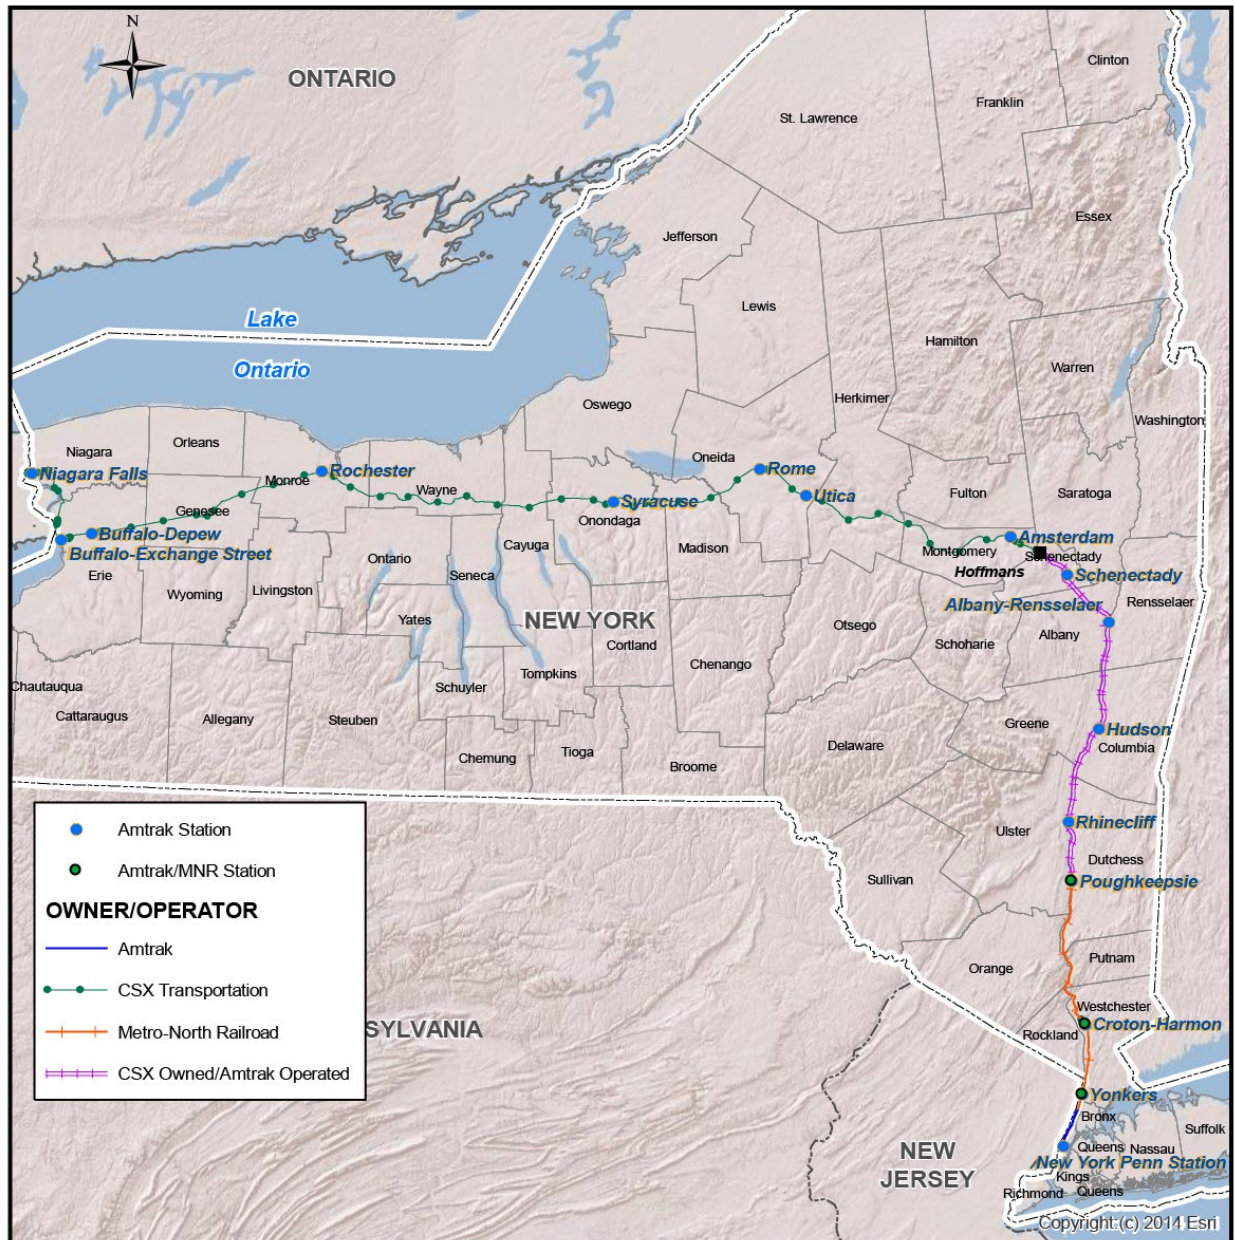 N
ONTARIO
Clinton
Franklin
St. Lawrence
Essex
Jefferson
Lewis
Lake
Ontario
Hamilton
Warren
Herkimer
Oswego
Washington
Niagara
Orleans
Oneida
Niagara Falls
Rochester
Rome
Monroe
Wayne
Fulton
Saratoga
Utica
Syracuse
Genesee
Onondaga
Buffalo-Depew
Amsterdam
Buffalo-Exchange Street
Cayuga
Madison
Montgomery
Schenectady
Ontario
Hoffmans
Erie
Seneca
Schenectady
Wyoming
Livingston
Rensselaer
Albany-Rensselaer
Yates
NEW YORK
Otsego
Albany
Cortland
Schoharie
Chenango
Tompkins
Chautauqua
Schuyler
Cattaraugus
Allegany
Steuben
Greene
Hudson
Delaware
Columbia
Tioga
Chemung
Broome
Ulster
Rhinecliff
Dutchess
Sullivan
Poughkeepsie
Amtrak Station
Amtrak/MNR Station
OWNER/OPERATOR
Amtrak
CSX Transportation
Metro-North Railroad
CSX Owned/Amtrak Operated
SYLVANIA
Putnam
Orange
Westchester
Croton-Harmon
Rockland
Yonkers
Bronx
Suffolk
NEW
JERSEY
Queens
Nassau
New York Penn Station
Kings
Richmond
Queens
Copyright:(c) 2014 Esri